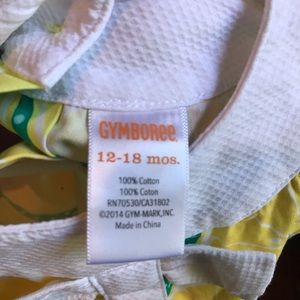 GYMBOREE.
12-18 mos.
100% Cotton
100% Coton
RN70530/CA31802
©2014 GYM-MARK,INC.
Made in China